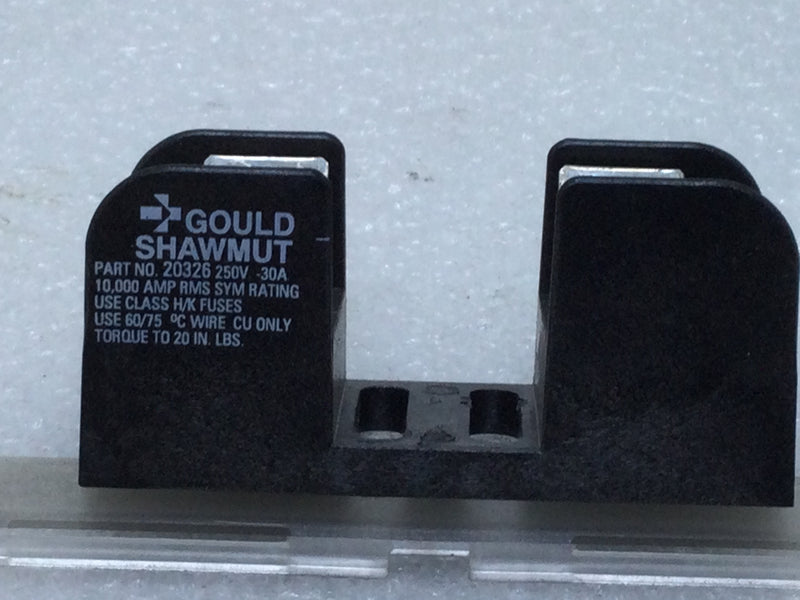 GOULD
SHAWMUT
PART NO. 20326 250V -30A
10,000 AMP RMS SYM RATING
USE CLASS H/K FUSES
USE 60/75 ºC WIRE CU ONLY
TORQUE TO 20 IN. LBS.